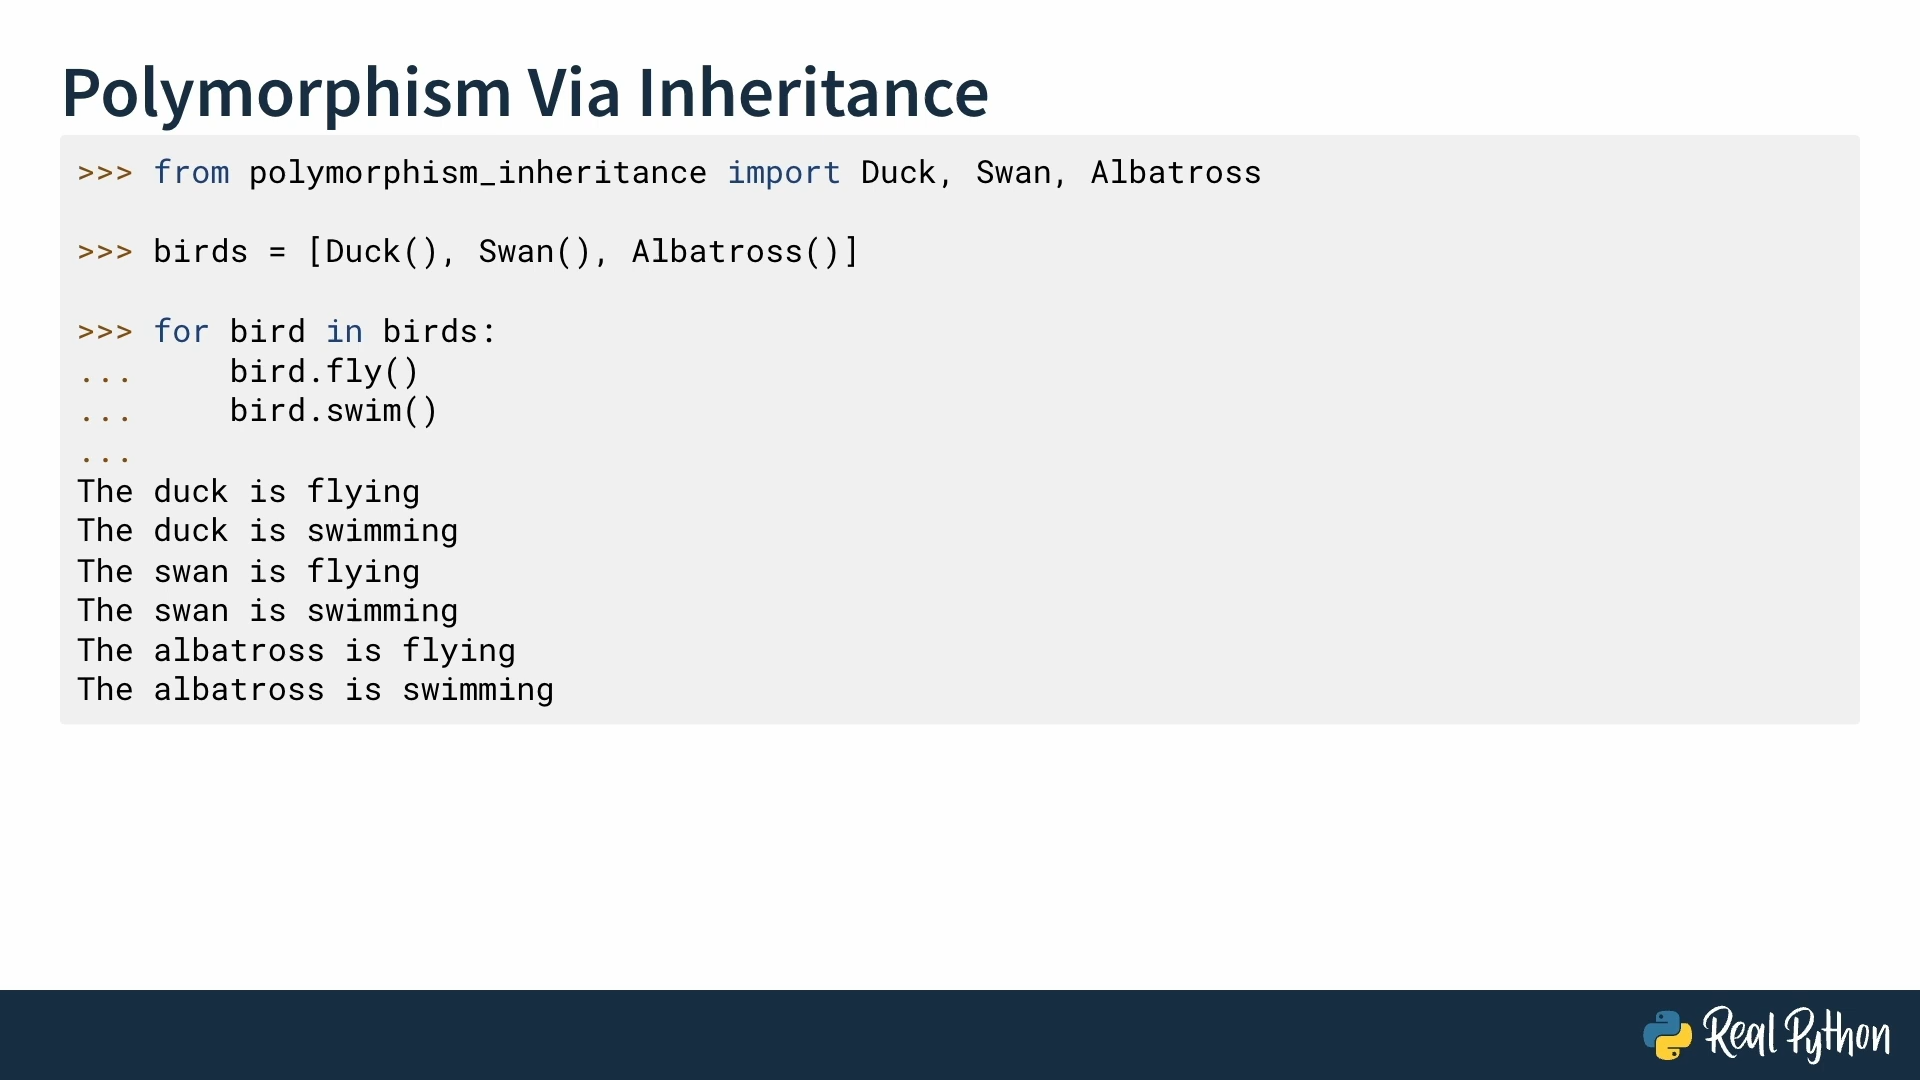 Polymorphism Via Inheritance
>>> from polymorphism_inheritance import Duck, Swan, Albatross
>>> birds = [Duck(), Swan(), Albatross()]
>>> for bird in birds:
...     bird.fly()
...     bird.swim()
...
The duck is flying
The duck is swimming
The swan is flying
The swan is swimming
The albatross is flying
The albatross is swimming
Real Python